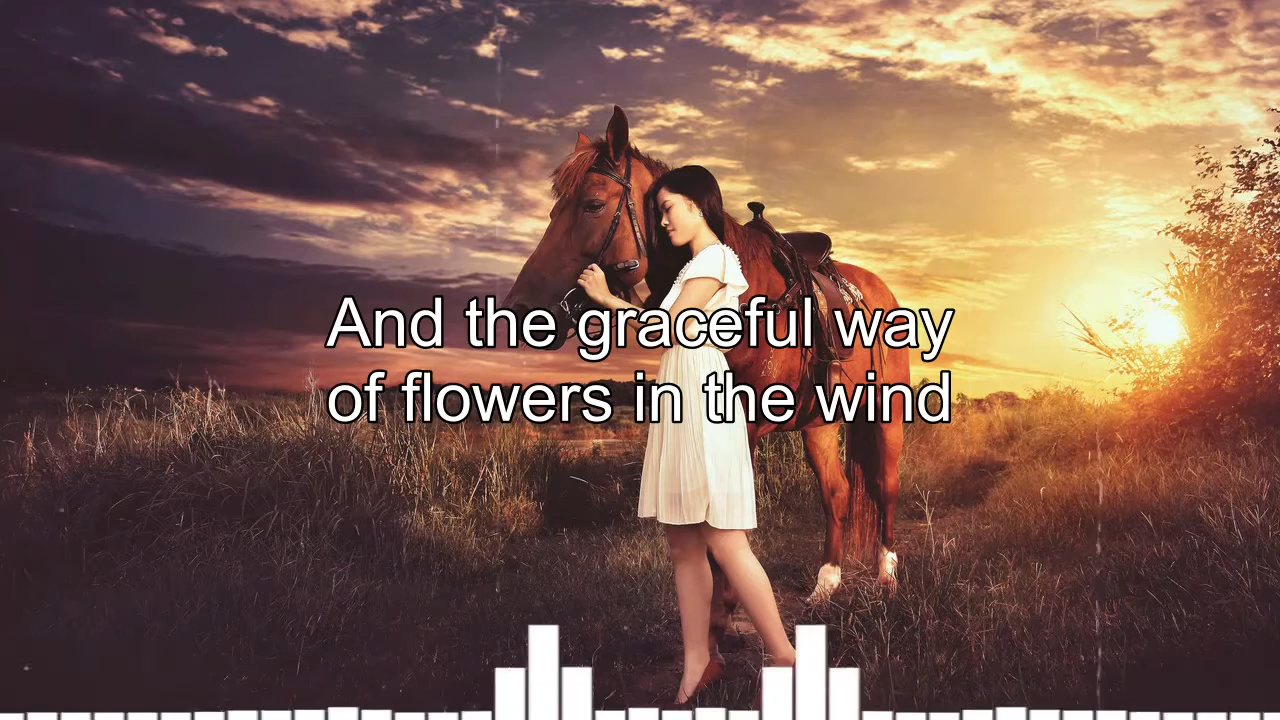 And the graceful way
of flowers in the wind